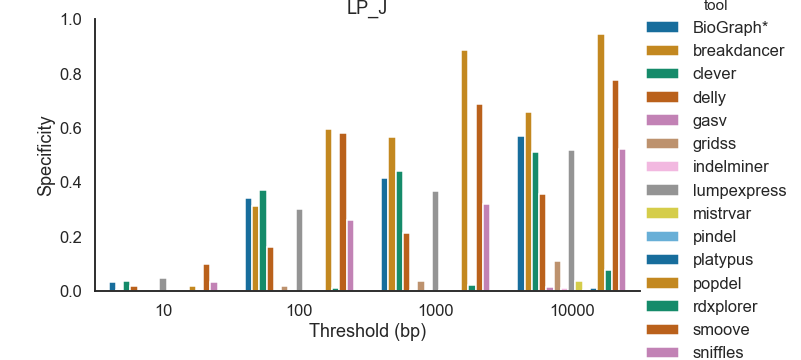 LP_J
1.0
0.8
0.6
0.4
0.2
0.0
Specificity
10
100
1000
10000
Threshold (bp)
tool
BioGraph*
breakdancer
clever
delly
gasv
gridss
indelminer
lumpexpress
mistrvar
pindel
platypus
popdel
rdxplorer
smoove
sniffles